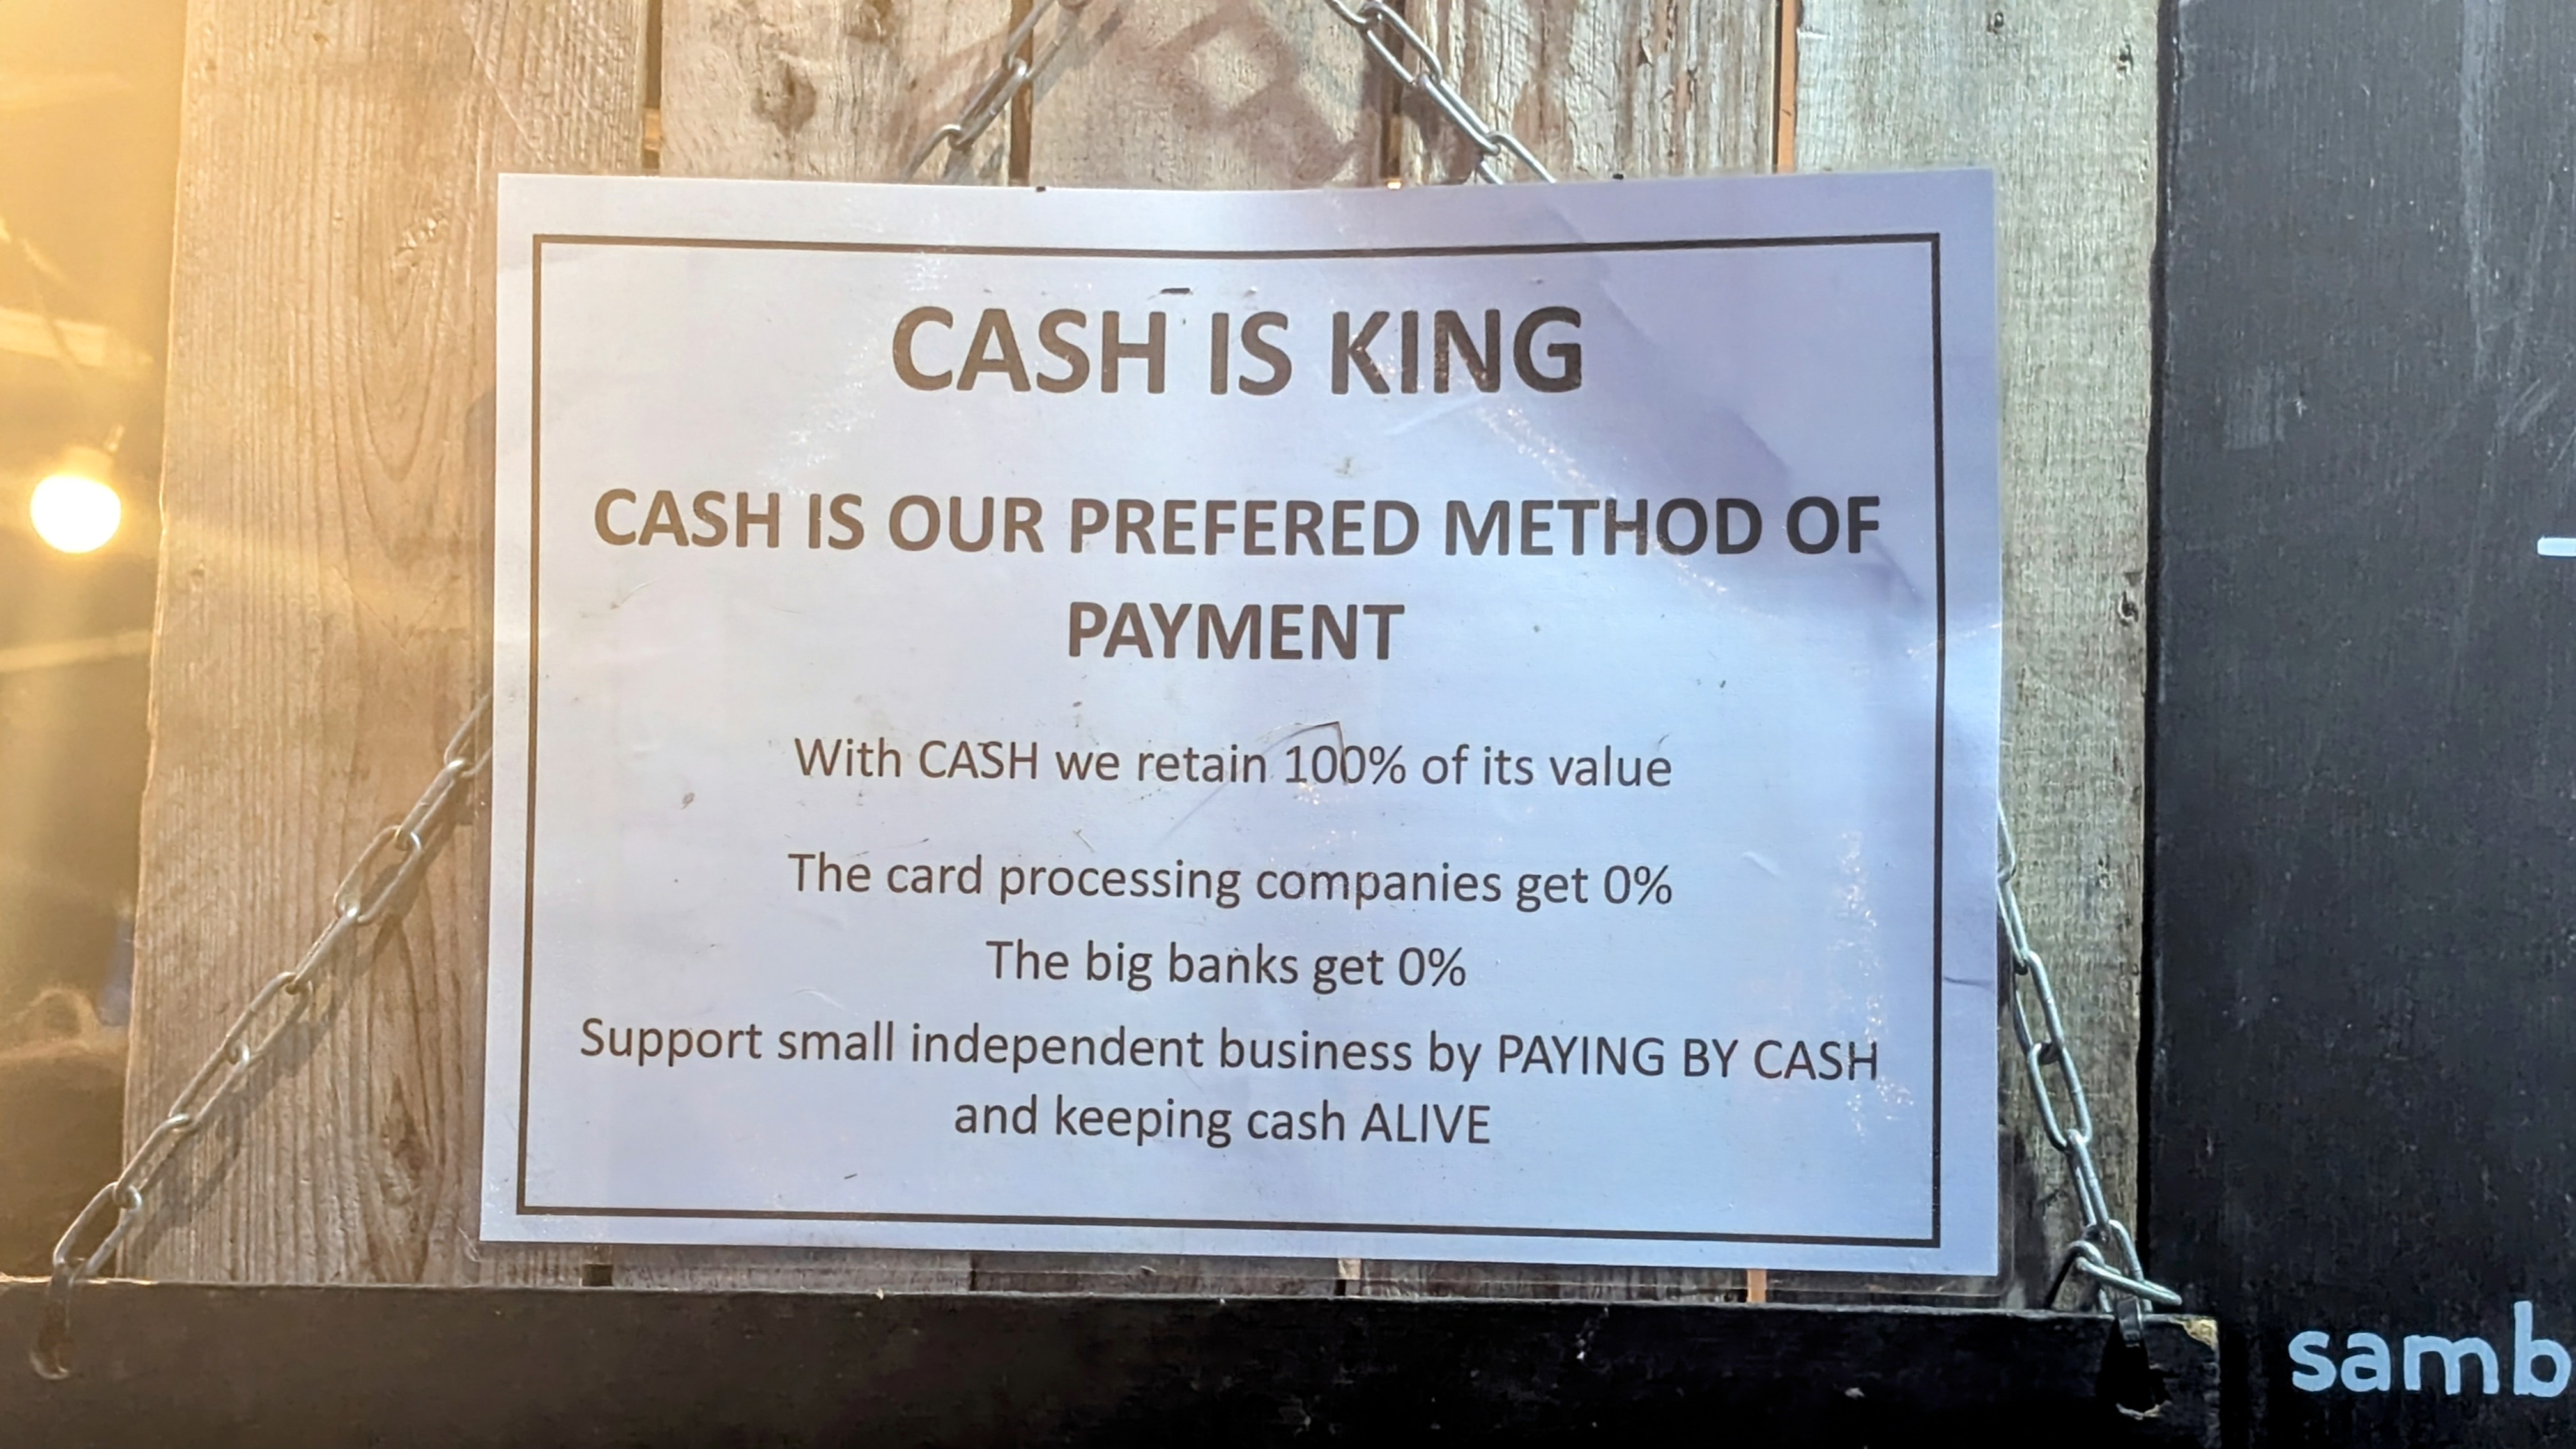 CASH IS KING
CASH IS OUR PREFERED METHOD OF
PAYMENT
With CASH we retain 100% of its value
The card processing companies get 0%
The big banks get 0%
Support small independent business by PAYING BY CASH
and keeping cash ALIVE
samb